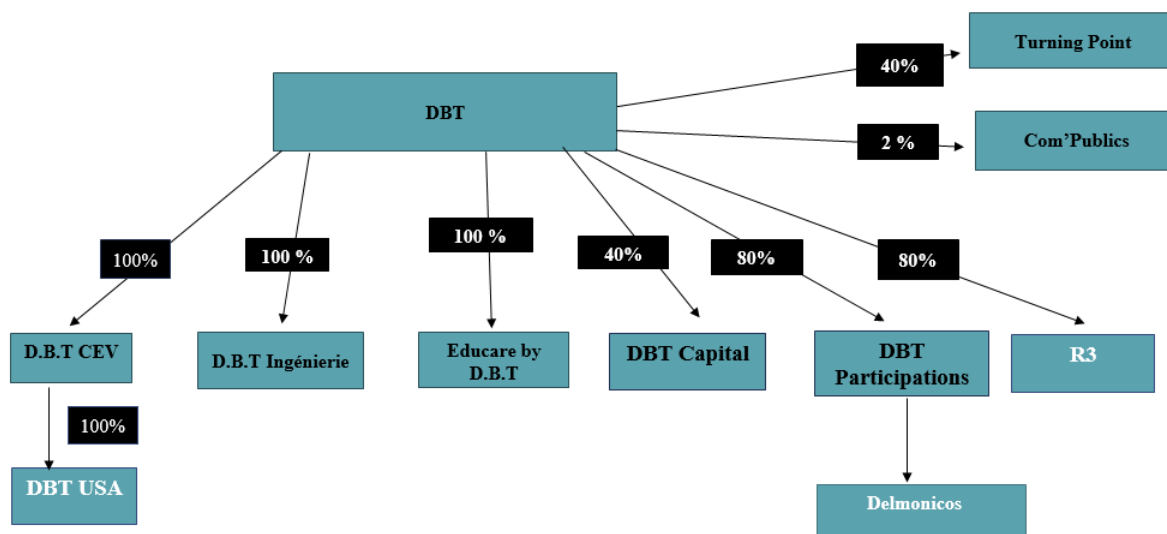 Turning Point
40%
DBT
2 %
Com’Publics
100%
100 %
100 %
40%
80%
80%
D.B.T CEV
D.B.T Ingénierie
Educare by
D.B.T
DBT Capital
DBT
Participations
R3
100%
DBT USA
Delmonicos